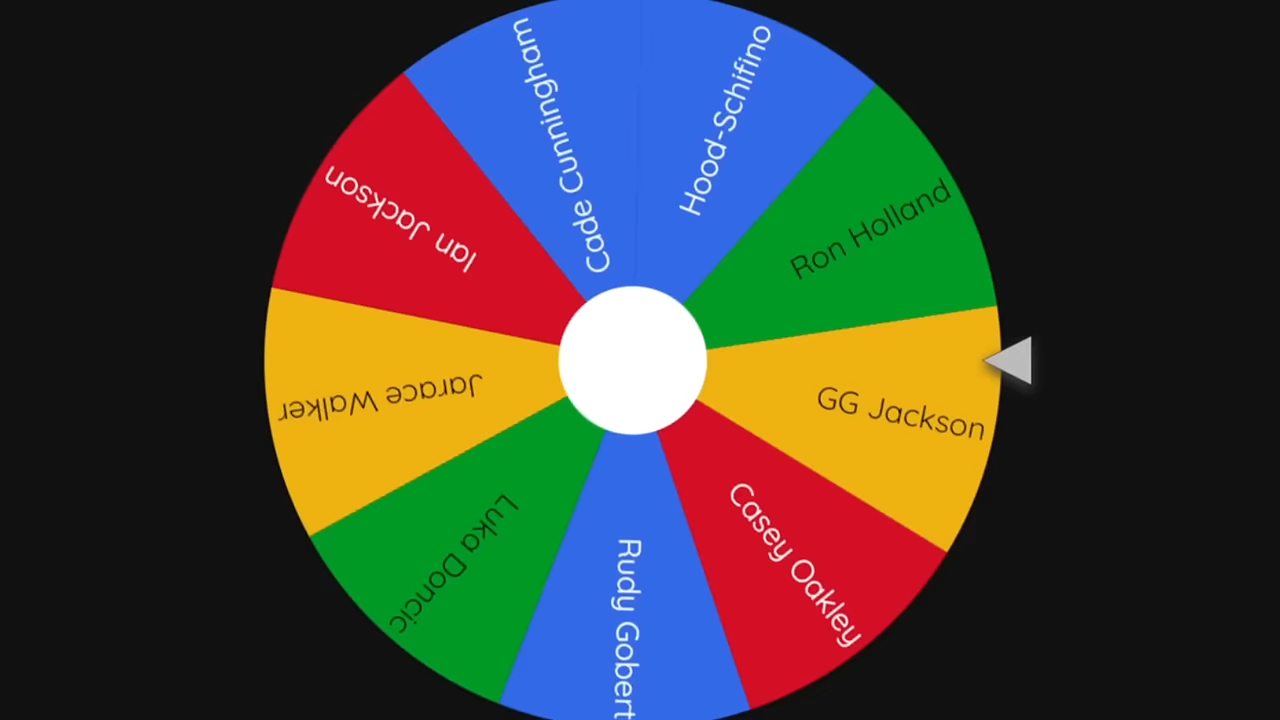 Cade Cunningham
Hood-Schifino
Ron Holland
GG Jackson
Casey Oakley
Rudy Gobert
Luka Doncic
Jarace Walker
Ian Jackson